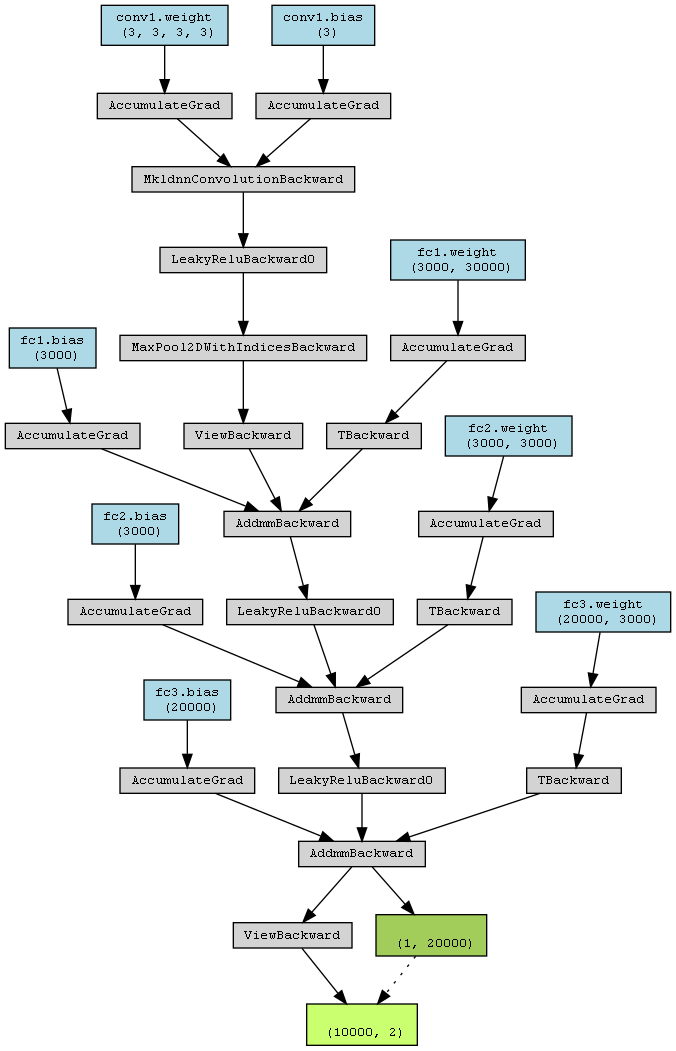 conv1.weight
(3, 3, 3, 3)
conv1.bias
(3)
AccumulateGrad
AccumulateGrad
MkldnnConvolutionBackward
LeakyReluBackward0
fc1.weight
(3000, 30000)
fc1.bias
(3000)
MaxPool2DWithIndicesBackward
AccumulateGrad
AccumulateGrad
ViewBackward
TBackward
fc2.weight
(3000, 3000)
fc2.bias
(3000)
AddmmBackward
AccumulateGrad
AccumulateGrad
LeakyReluBackward0
TBackward
fc3.weight
(20000, 3000)
fc3.bias
(20000)
AddmmBackward
AccumulateGrad
AccumulateGrad
LeakyReluBackward0
TBackward
AddmmBackward
ViewBackward
(1, 20000)
(10000, 2)